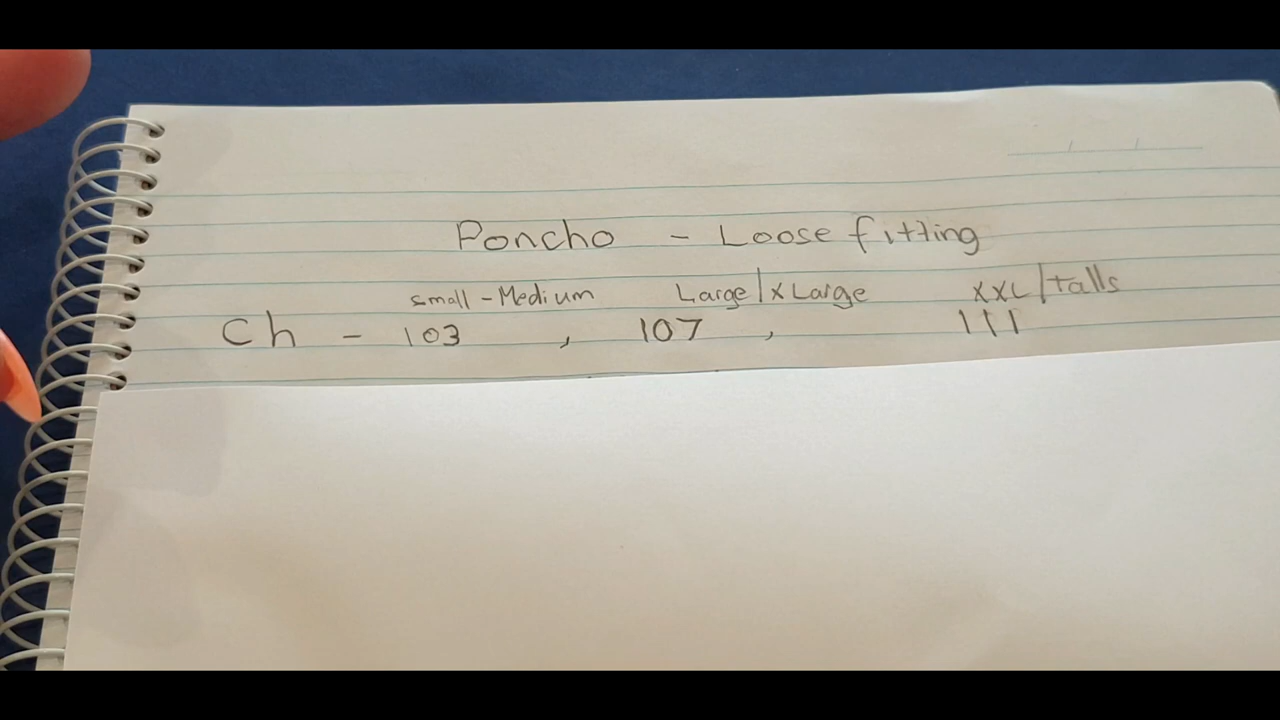 Poncho - Loose fitting
small - Medium Large/x Large XXL/talls
Ch - 103 , 107 , 111